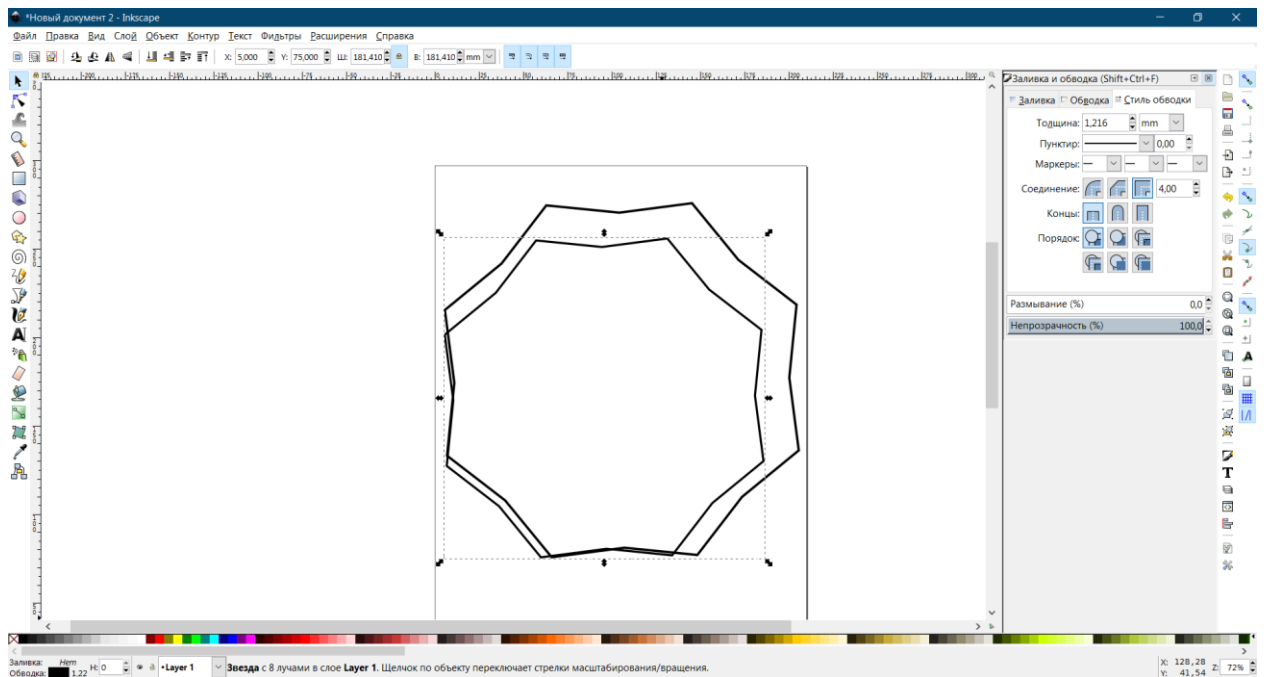 *Новый документ 2 - Inkscape
Файл Правка Вид Слой Объект Контур Текст Фильтры Расширения Справка
X: 5,000 Y: 75,000 Ш: 181,410 В: 181,410 mm
Заливка и обводка (Shift+Ctrl+F)
Заливка Обводка Стиль обводки
Толщина: 1,216 mm
Пунктир: 0,00
Маркеры:
Соединение: 4,00
Концы:
Порядок:
Размывание (%) 0,0
Непрозрачность (%) 100,0
Заливка: Нет
Обводка: 1,22
Н: 0
•Layer 1
Звезда с 8 лучами в слое Layer 1. Щелчок по объекту переключает стрелки масштабирования/вращения.
X: 128,28
Y: 41,54
Z: 72%